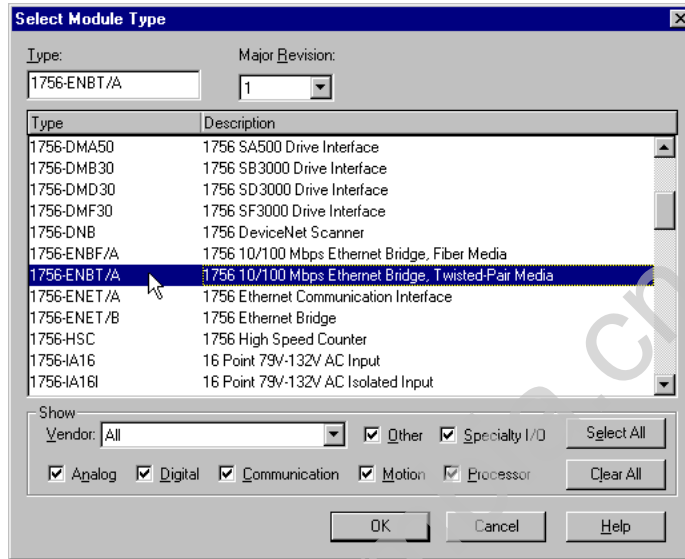 Select Module Type
Type: Major Revision:
1756-ENBT/A 1
Type Description
1756-DMA50 1756 SA500 Drive Interface
1756-DMB30 1756 SB3000 Drive Interface
1756-DMD30 1756 SD3000 Drive Interface
1756-DMF30 1756 SF3000 Drive Interface
1756-DNB 1756 DeviceNet Scanner
1756-ENBF/A 1756 10/100 Mbps Ethernet Bridge, Fiber Media
1756-ENBT/A 1756 10/100 Mbps Ethernet Bridge, Twisted-Pair Media
1756-ENET/A 1756 Ethernet Communication Interface
1756-ENET/B 1756 Ethernet Bridge
1756-HSC 1756 High Speed Counter
1756-IA16 16 Point 79V-132V AC Input
1756-IA16I 16 Point 79V-132V AC Isolated Input
Show
Vendor: All Other Specialty I/O Select All
Analog Digital Communication Motion Processor Clear All
OK Cancel Help